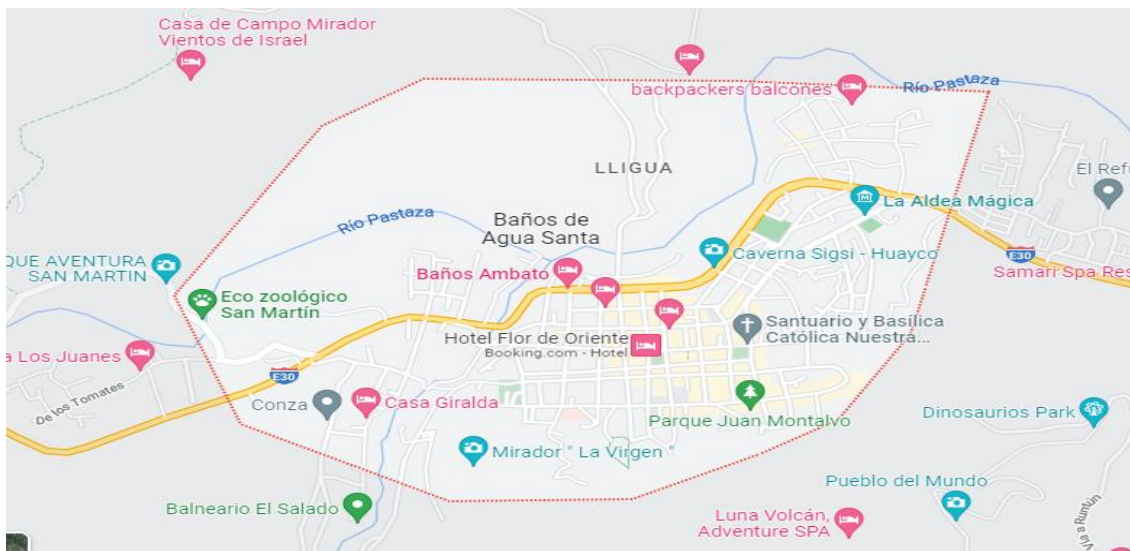 Casa de Campo Mirador
Vientos de Israel
backpackers balcones
Río Pastaza
LLIGUA
El Refu
La Aldea Mágica
Río Pastaza
Baños de
Agua Santa
QUE AVENTURA
SAN MARTIN
Baños Ambato
Caverna Sigsi - Huayco
E30
Samari Spa Res
Eco zoológico
San Martín
Hotel Flor de Oriente
Booking.com - Hotel
Santuario y Basílica
Católica Nuestra...
a Los Juanes
E30
De los Tomates
Conza
Casa Giralda
Parque Juan Montalvo
Dinosaurios Park
Mirador " La Virgen "
Pueblo del Mundo
Balneario El Salado
Luna Volcán,
Adventure SPA
Vía a Runtún